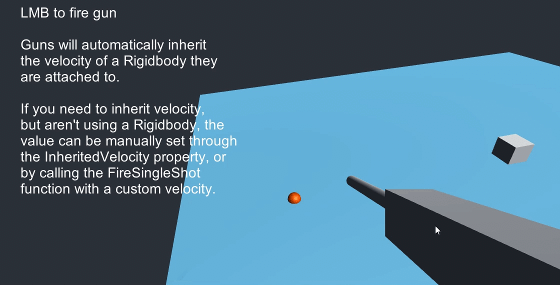 LMB to fire gun
Guns will automatically inherit
the velocity of a Rigidbody they
are attached to.
If you need to inherit velocity,
but aren't using a Rigidbody, the
value can be manually set through
the InheritedVelocity property, or
by calling the FireSingleShot
function with a custom velocity.